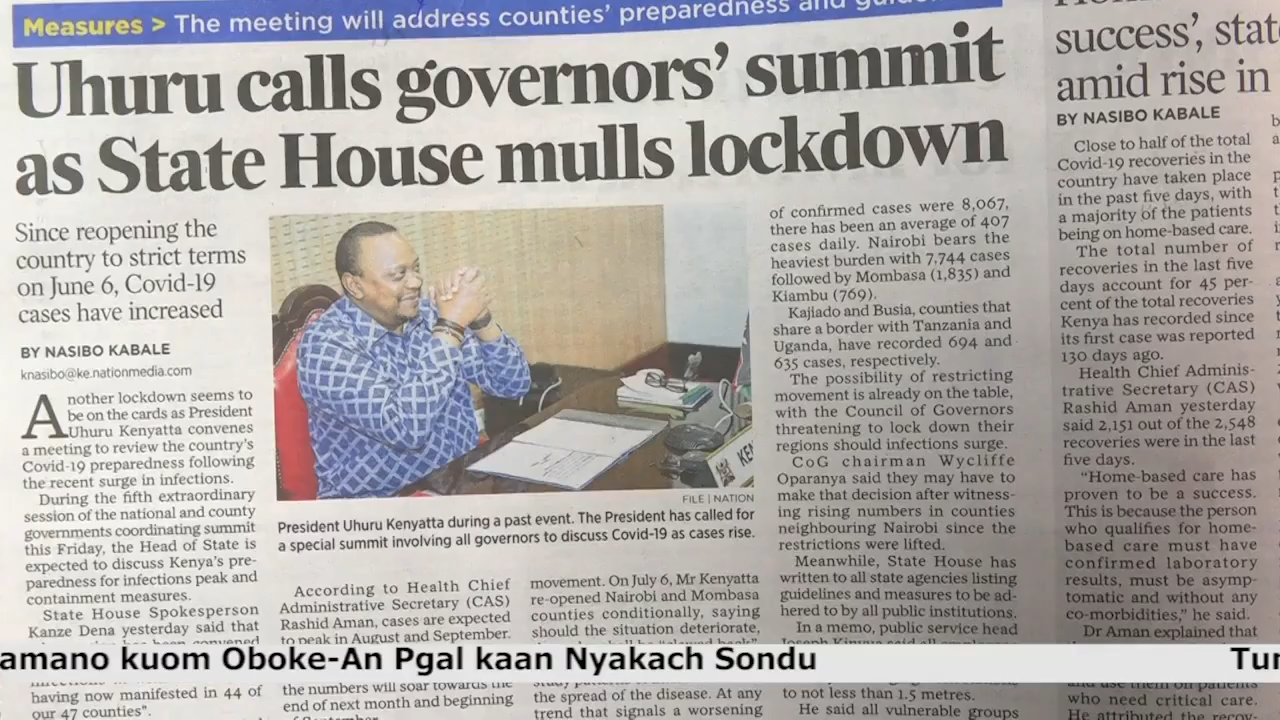 Measures > The meeting will address counties' preparedness and
Uhuru calls governors' summit
as State House mulls lockdown
Since reopening the
country to strict terms
on June 6, Covid-19
cases have increased
BY NASIBO KABALE
knasibo@ke.nationmedia.com
Another lockdown seems to
be on the cards as President
Uhuru Kenyatta convenes
a meeting to review the country's
Covid-19 preparedness following
the recent surge in infections.
During the fifth extraordinary
session of the national and county
governments coordinating summit
this Friday, the Head of State is
expected to discuss Kenya's pre-
paredness for infections peak and
containment measures.
State House Spokesperson
Kanze Dena yesterday said that
having now manifested in 44 of
our 47 counties".
FILE | NATION
President Uhuru Kenyatta during a past event. The President has called for
a special summit involving all governors to discuss Covid-19 as cases rise.
According to Health Chief
Administrative Secretary (CAS)
Rashid Aman, cases are expected
to peak in August and September.
the numbers will soar towards the
end of next month and beginning
movement. On July 6, Mr Kenyatta
re-opened Nairobi and Mombasa
counties conditionally, saying
should the situation deteriorate,
the spread of the disease. At any
trend that signals a worsening
of confirmed cases were 8,067,
there has been an average of 407
cases daily. Nairobi bears the
heaviest burden with 7,744 cases
followed by Mombasa (1,835) and
Kiambu (769).
Kajiado and Busia, counties that
share a border with Tanzania and
Uganda, have recorded 694 and
635 cases, respectively.
The possibility of restricting
movement is already on the table,
with the Council of Governors
threatening to lock down their
regions should infections surge.
CoG chairman Wycliffe
Oparanya said they may have to
make that decision after witness-
ing rising numbers in counties
neighbouring Nairobi since the
restrictions were lifted.
Meanwhile, State House has
written to all state agencies listing
guidelines and measures to be ad-
hered to by all public institutions.
In a memo, public service head
to not less than 1.5 metres.
He said all vulnerable groups
success', stat
amid rise in
BY NASIBO KABALE
Close to half of the total
Covid-19 recoveries in the
country have taken place
in the past five days, with
a majority of the patients
being on home-based care.
The total number of
recoveries in the last five
days account for 45 per-
cent of the total recoveries
Kenya has recorded since
its first case was reported
130 days ago.
Health Chief Adminis-
trative Secretary (CAS)
Rashid Aman yesterday
said 2,151 out of the 2,548
recoveries were in the last
five days.
"Home-based care has
proven to be a success.
This is because the person
who qualifies for home-
based care must have
confirmed laboratory
results, must be asymp-
tomatic and without any
co-morbidities," he said.
Dr Aman explained that
and use them on patients
who need critical care.
He attributed the recov-
amano kuom Oboke-An Pgal kaan Nyakach Sondu
Tur